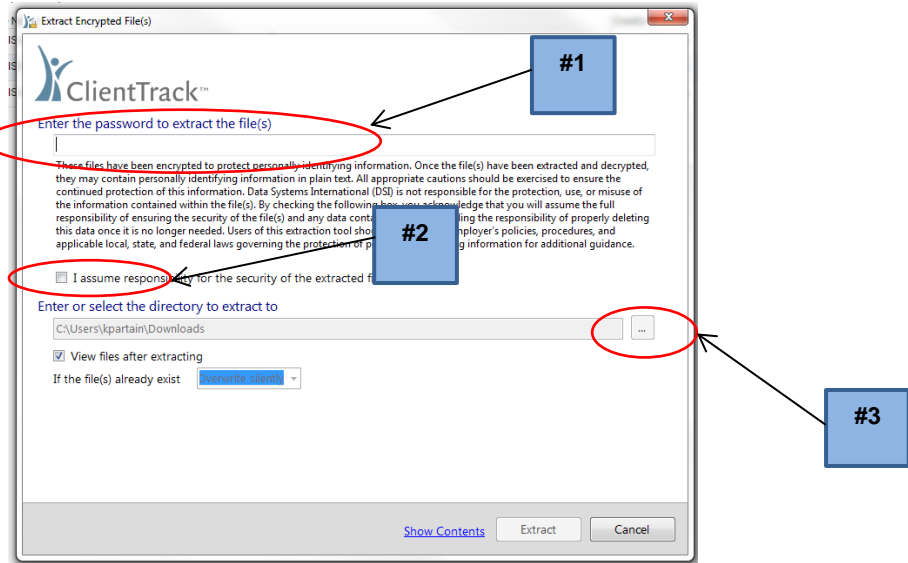 Extract Encrypted File(s)
ClientTrack™
#1
Enter the password to extract the file(s)
These files have been encrypted to protect personally identifying information. Once the file(s) have been extracted and decrypted,
they may contain personally identifying information in plain text. All appropriate cautions should be exercised to ensure the
continued protection of this information. Data Systems International (DSI) is not responsible for the protection, use, or misuse of
the information contained within the file(s). By checking the following box, you acknowledge that you will assume the full
responsibility of ensuring the security of the file(s) and any data conta ing the responsibility of properly deleting
this data once it is no longer needed. Users of this extraction tool sho mployer's policies, procedures, and
applicable local, state, and federal laws governing the protection of p g information for additional guidance.
#2
I assume responsibility for the security of the extracted f
Enter or select the directory to extract to
C:\Users\kpartain\Downloads
...
View files after extracting
If the file(s) already exist Overwrite silently
#3
Show Contents Extract Cancel